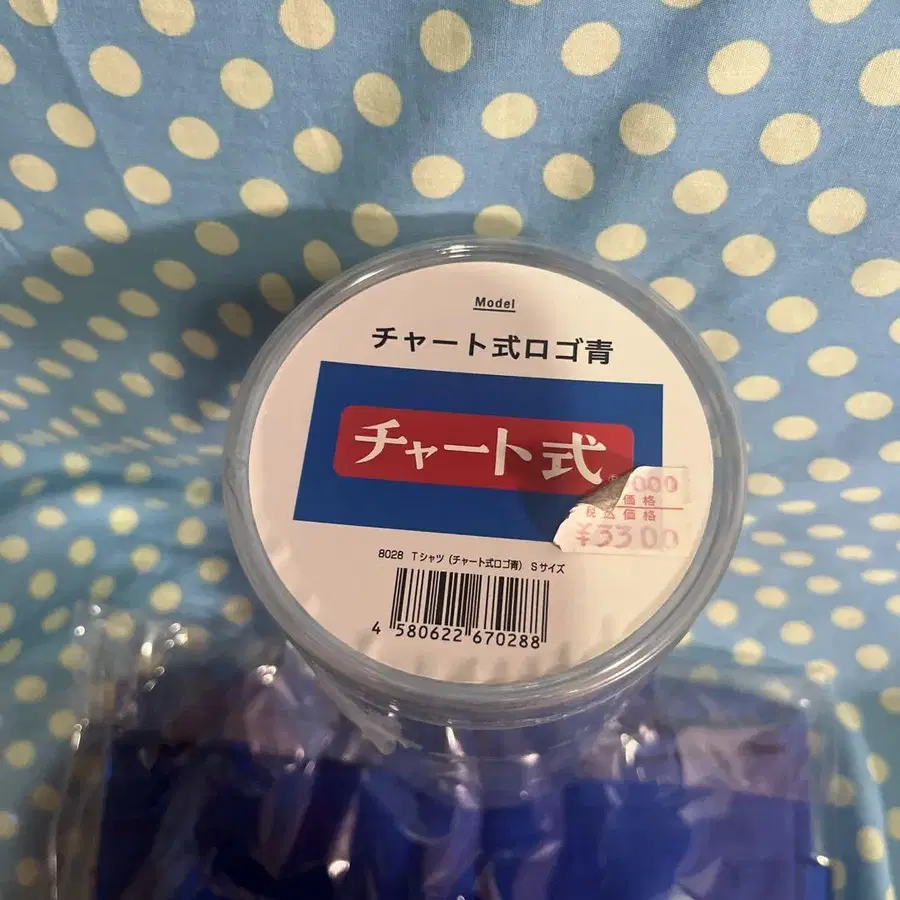 Model
チャート式ロゴ青
チャート式
000
価格
税込価格
¥3300
8028 Tシャツ (チャート式ロゴ青) Sサイズ
4 580622 670288